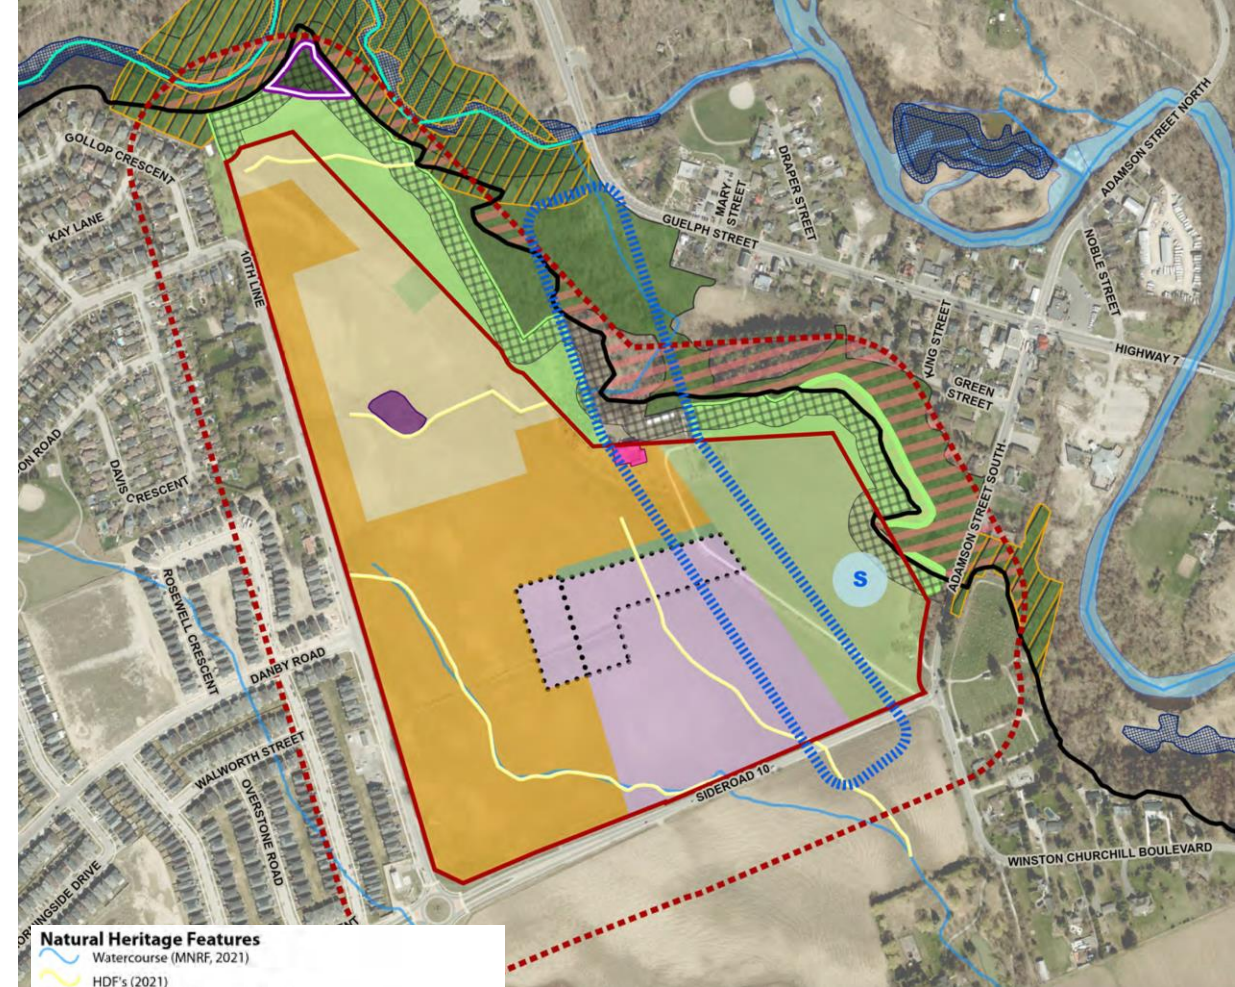 GOLLOP CRESCENT
KAY LANE
10TH LINE
ON ROAD
DAVIS CRESCENT
ROSEWELL CRESCENT
DANBY ROAD
WALWORTH STREET
OVERSTONE ROAD
SIDEROAD 10
GUELPH STREET
MARY STREET
DRAPER STREET
ADAMSON STREET NORTH
NOBLE STREET
KING STREET
HIGHWAY 7
GREEN STREET
ADAMSON STREET SOUTH
S
WINSTON CHURCHILL BOULEVARD
NINGSIDE DRIVE
ENT
Natural Heritage Features
Watercourse (MNRF, 2021)
HDF's (2021)